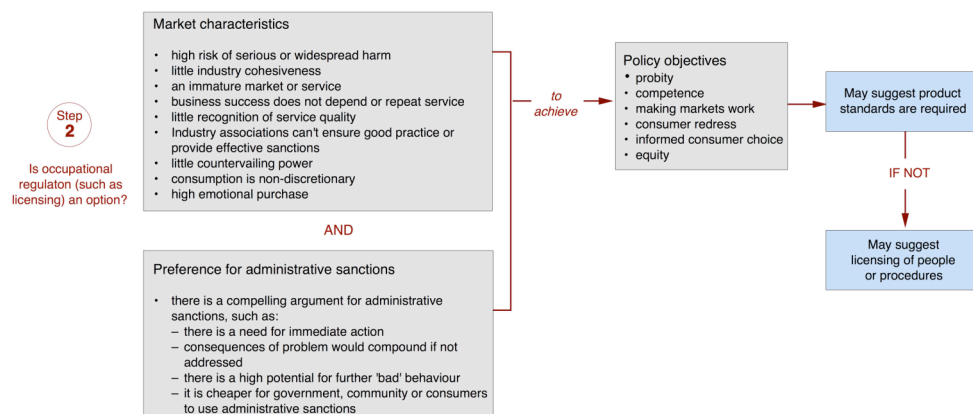 Step
2
Is occupational
regulaton (such as
licensing) an option?
Market characteristics
• high risk of serious or widespread harm
• little industry cohesiveness
• an immature market or service
• business success does not depend or repeat service
• little recognition of service quality
• Industry associations can't ensure good practice or
provide effective sanctions
• little countervailing power
• consumption is non-discretionary
• high emotional purchase
AND
Preference for administrative sanctions
• there is a compelling argument for administrative
sanctions, such as:
– there is a need for immediate action
– consequences of problem would compound if not
addressed
– there is a high potential for further 'bad' behaviour
– it is cheaper for government, community or consumers
to use administrative sanctions
to
achieve
Policy objectives
• probity
• competence
• making markets work
• consumer redress
• informed consumer choice
• equity
May suggest product
standards are required
IF NOT
May suggest
licensing of people
or procedures